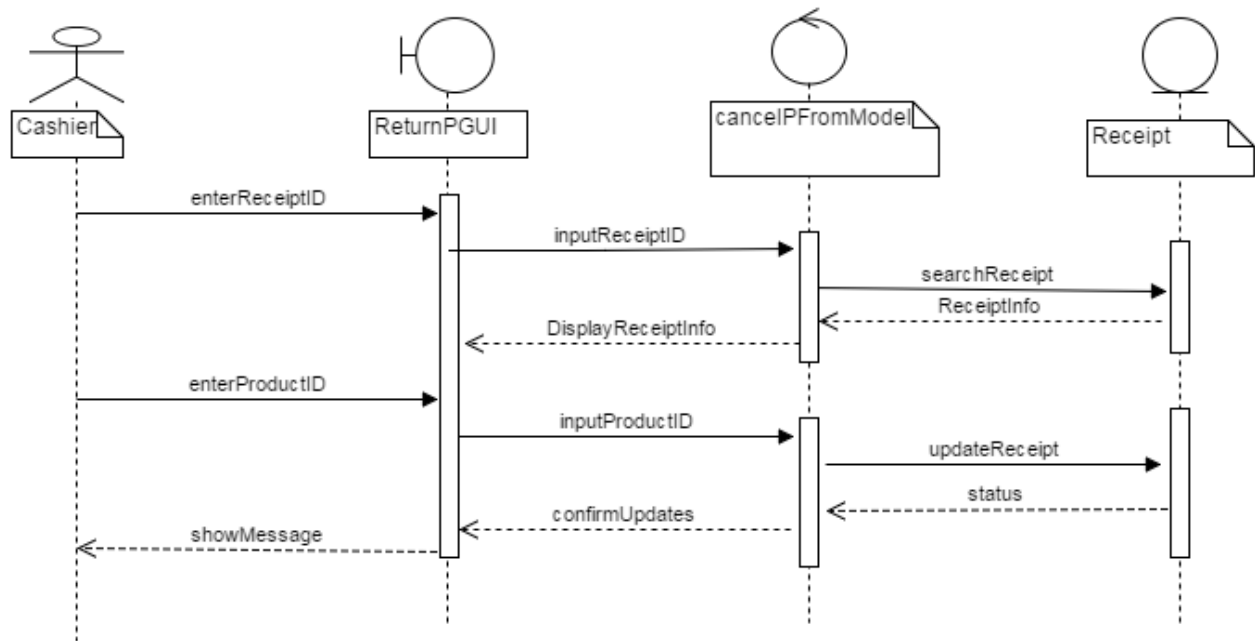 Cashier
ReturnPGUI
cancelPFromModel
Receipt
enterReceiptID
inputReceiptID
searchReceipt
ReceiptInfo
DisplayReceiptInfo
enterProductID
inputProductID
updateReceipt
status
confirmUpdates
showMessage